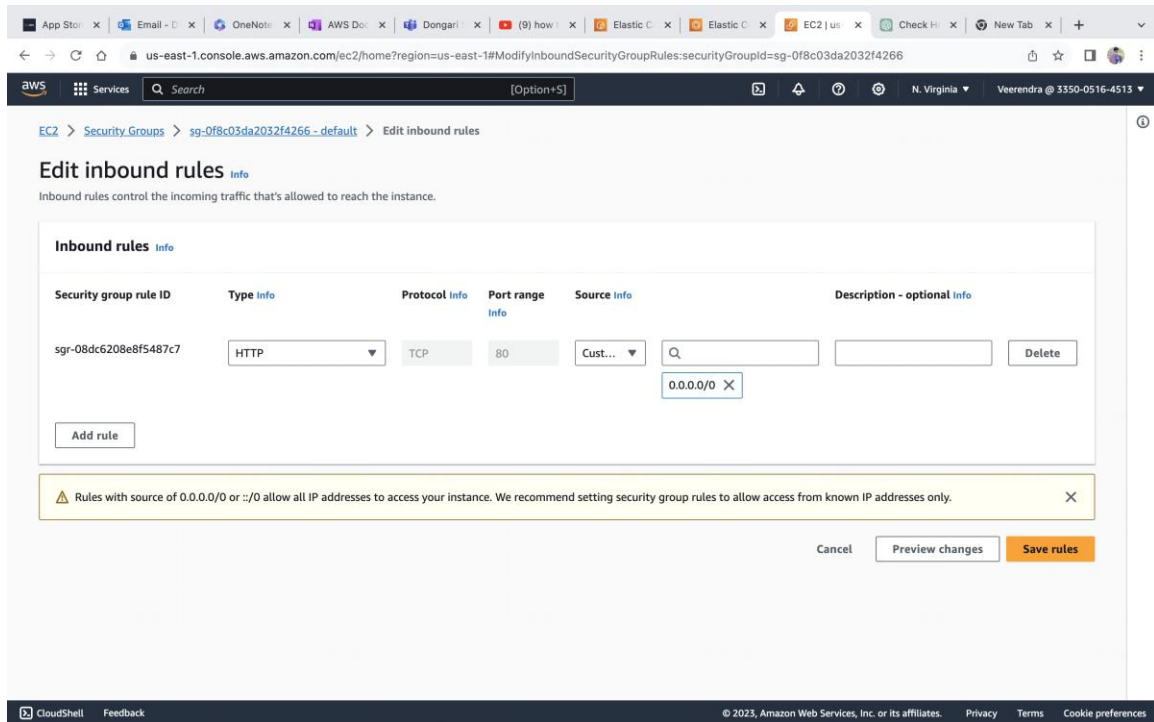 App Stor
Email - D
OneNote
AWS Doc
Dongari
(9) how
Elastic C
Elastic C
EC2 | us
Check H
New Tab
us-east-1.console.aws.amazon.com/ec2/home?region=us-east-1#ModifyInboundSecurityGroupRules:securityGroupId=sg-0f8c03da2032f4266
aws Services Search [Option+S] N. Virginia Veerendra @ 3350-0516-4513
EC2 > Security Groups > sg-0f8c03da2032f4266 - default > Edit inbound rules
Edit inbound rules Info
Inbound rules control the incoming traffic that's allowed to reach the instance.
Inbound rules Info
Security group rule ID Type Info Protocol Info Port range Info Source Info Description - optional Info
sgr-08dc6208e8f5487c7 HTTP TCP 80 Cust... Delete
0.0.0.0/0
Add rule
Rules with source of 0.0.0.0/0 or ::/0 allow all IP addresses to access your instance. We recommend setting security group rules to allow access from known IP addresses only.
Cancel Preview changes Save rules
CloudShell Feedback © 2023, Amazon Web Services, Inc. or its affiliates. Privacy Terms Cookie preferences